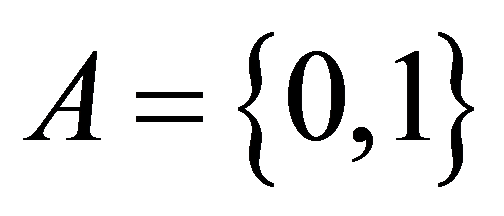 A = {0,1}